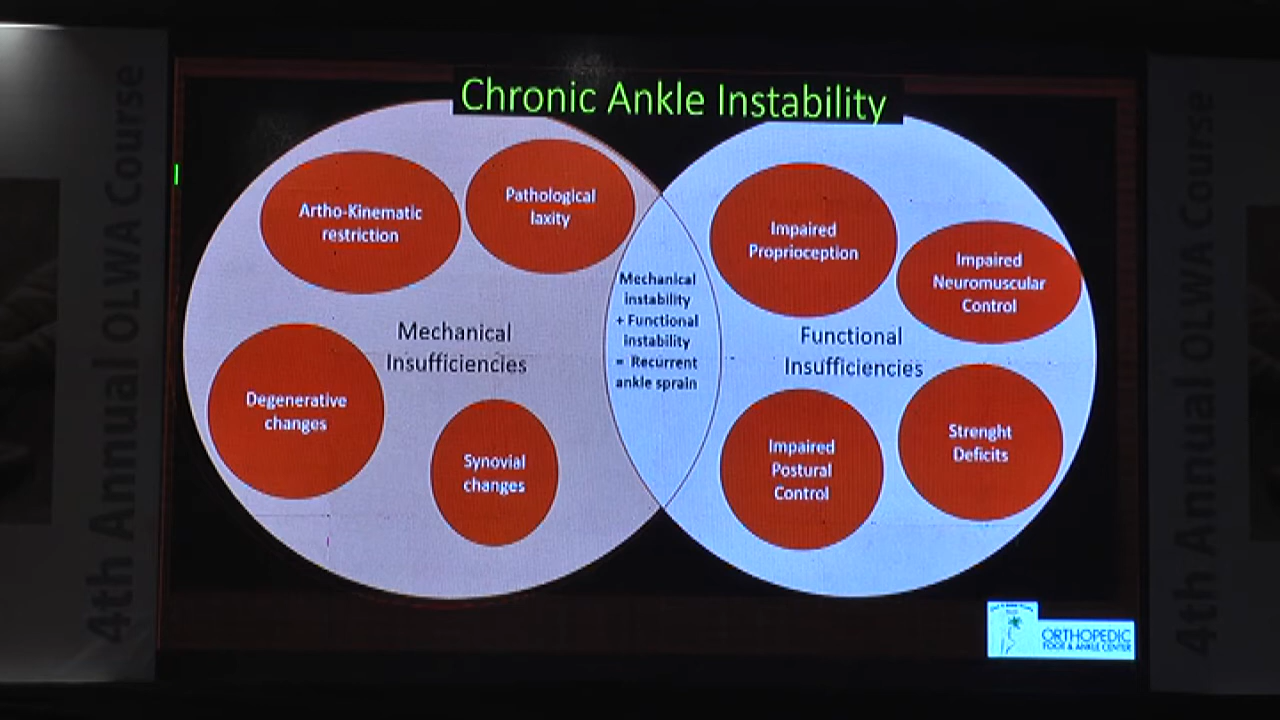 Chronic Ankle Instability
Artho-Kinematic
restriction
Pathological
laxity
Degenerative
changes
Synovial
changes
Mechanical
Insufficiencies
Mechanical
instability
+ Functional
instability
= Recurrent
ankle sprain
Impaired
Proprioception
Impaired
Neuromuscular
Control
Functional
Insufficiencies
Impaired
Postural
Control
Strenght
Deficits
ORTHOPEDIC
FOOT & ANKLE CENTER
4th Annual OLWA Course
4th Annual OLWA Course